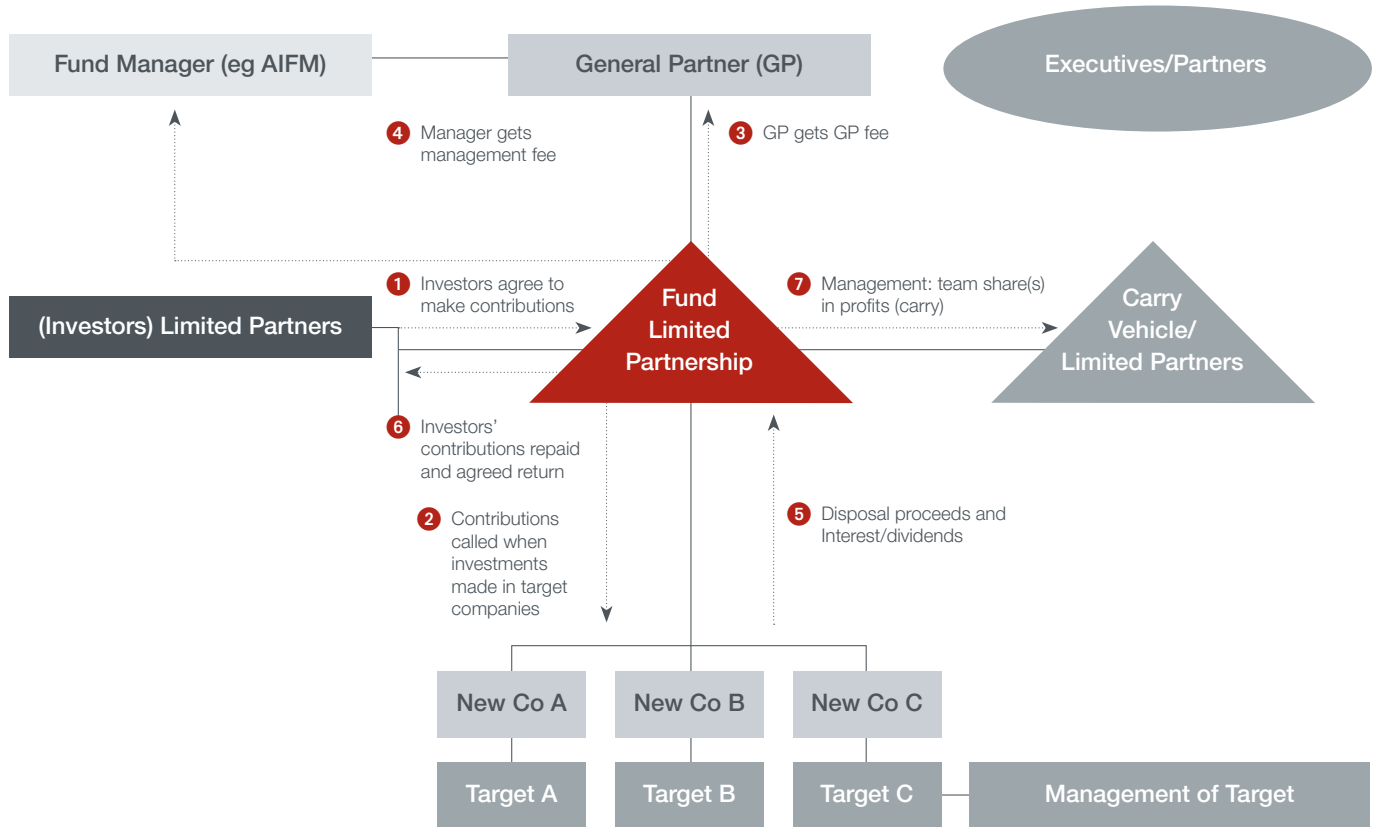 Fund Manager (eg AIFM)
General Partner (GP)
Executives/Partners
4 Manager gets
management fee
3 GP gets GP fee
1 Investors agree to
make contributions
7 Management: team share(s)
in profits (carry)
(Investors) Limited Partners
Fund
Limited
Partnership
Carry
Vehicle/
Limited Partners
6 Investors'
contributions repaid
and agreed return
2 Contributions
called when
investments
made in target
companies
5 Disposal proceeds and
Interest/dividends
New Co A
New Co B
New Co C
Target A
Target B
Target C
Management of Target